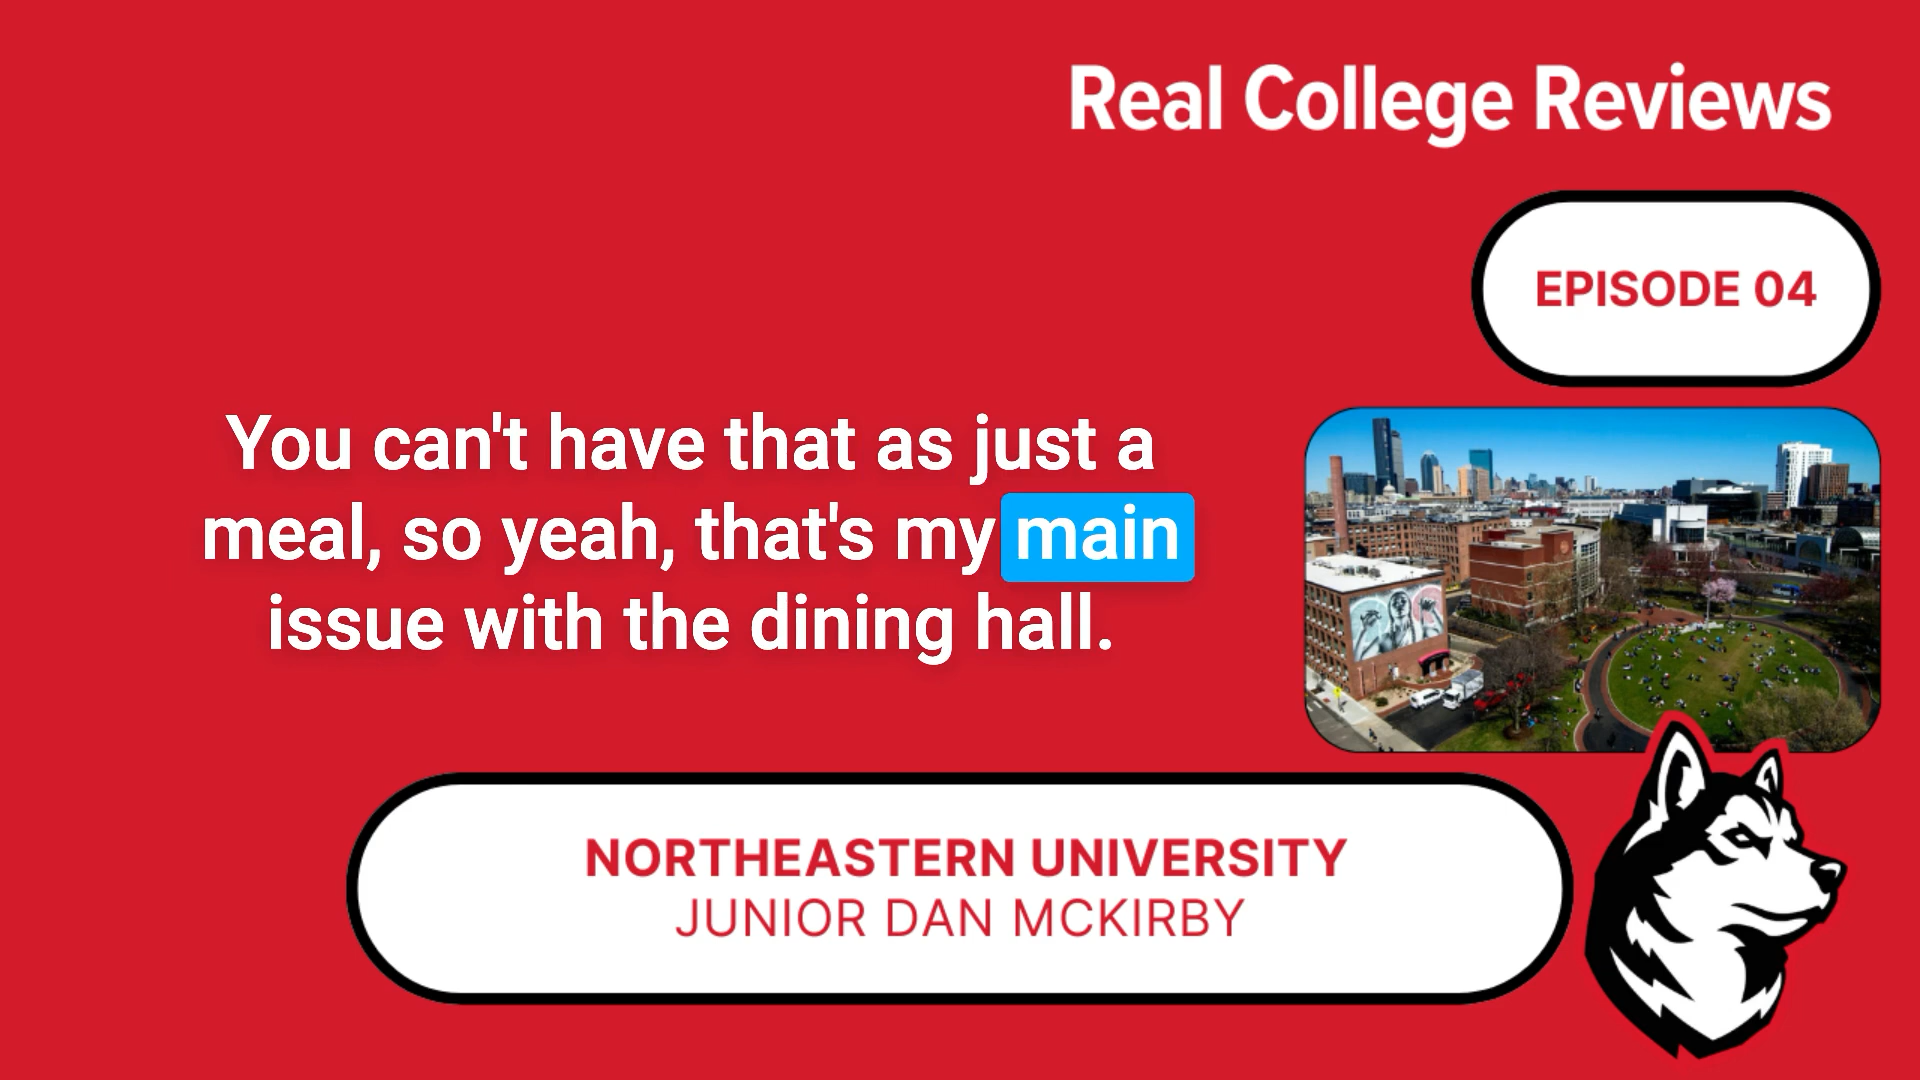 Real College Reviews
EPISODE 04
You can't have that as just a
meal, so yeah, that's my main
issue with the dining hall.
NORTHEASTERN UNIVERSITY
JUNIOR DAN MCKIRBY